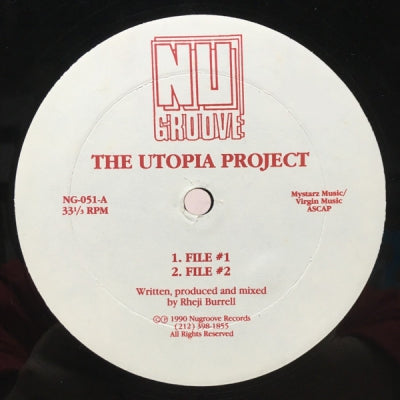 NU
GROOVE
THE UTOPIA PROJECT
NG-051-A
33⅓ RPM
Mystarz Music/
Virgin Music
ASCAP
1. FILE #1
2. FILE #2
Written, produced and mixed
by Rheji Burrell
©℗ 1990 Nugroove Records
(212) 398-1855
All Rights Reserved